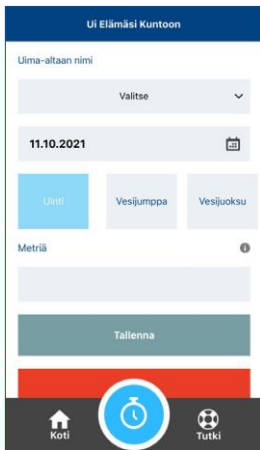 Ui Elämäsi Kuntoon
Uima-altaan nimi
Valitse
11.10.2021
Uinti
Vesijumppa
Vesijuoksu
Metriä
Tallenna
Koti
Tutki